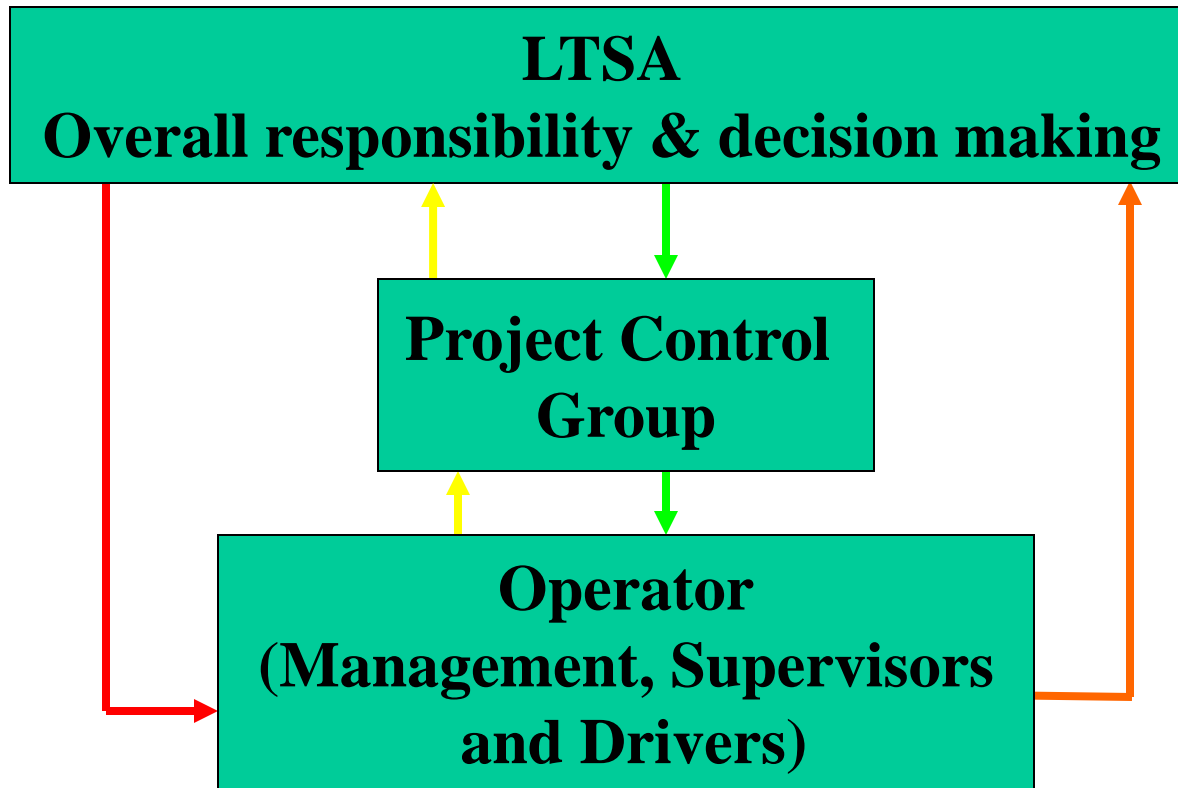 LTSA
Overall responsibility & decision making
Project Control
Group
Operator
(Management, Supervisors
and Drivers)